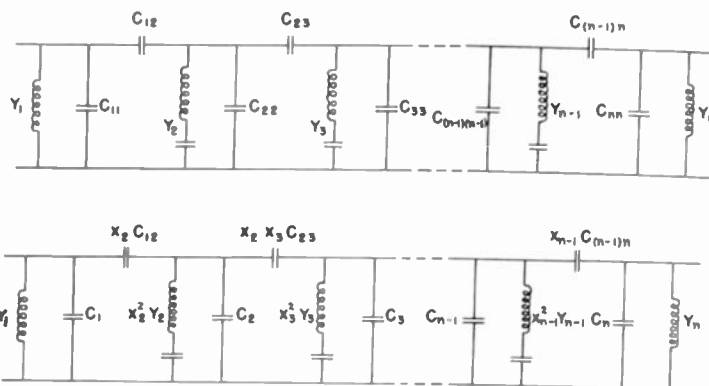 C12 C23 C(n-1)n
Y1 C11 Y2 C22 Y3 C33 C(n-1)(n-1) Yn-1 Cnn
X2 C12 X2 X3 C23 Xn-1 C(n-1)n
Y1 C1 X2² Y2 C2 X3² Y3 C3 Cn-1 X²n-1 Yn-1 Cn Yn